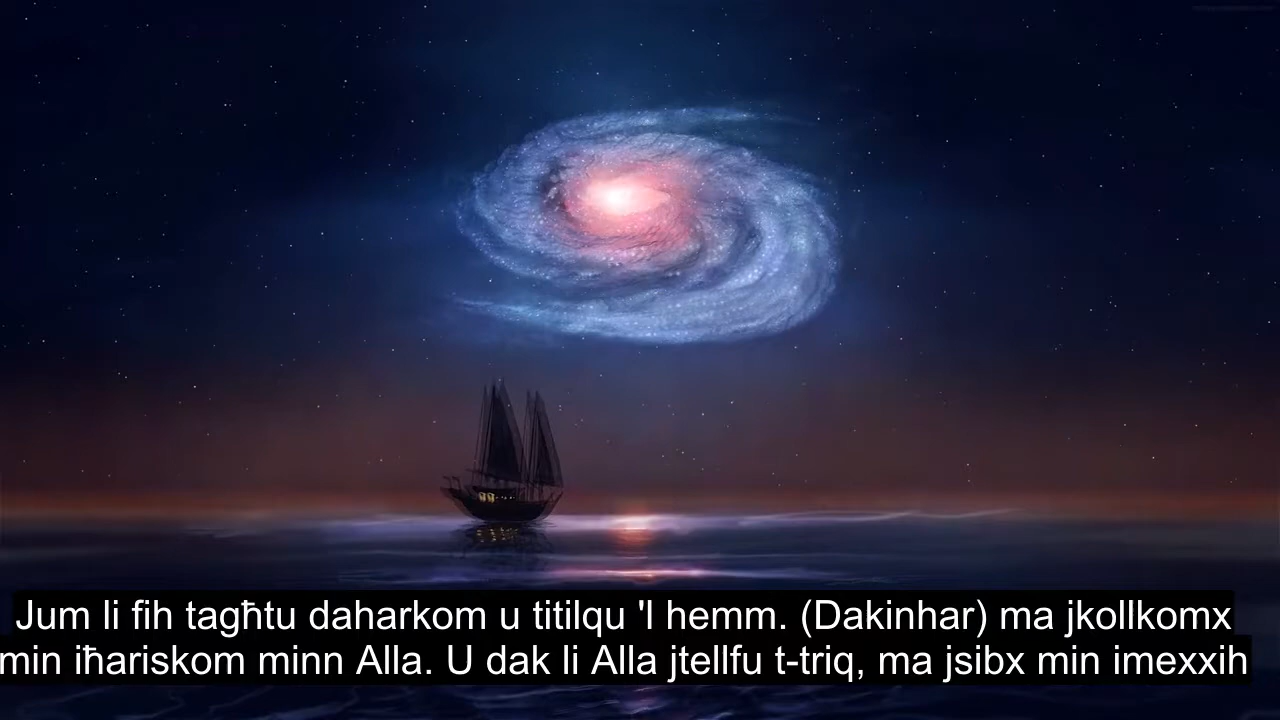 Jum li fih tagħtu daharkom u titilqu 'l hemm. (Dakinhar) ma jkollkomx
min iħariskom minn Alla. U dak li Alla jtellfu t-triq, ma jsibx min imexxih